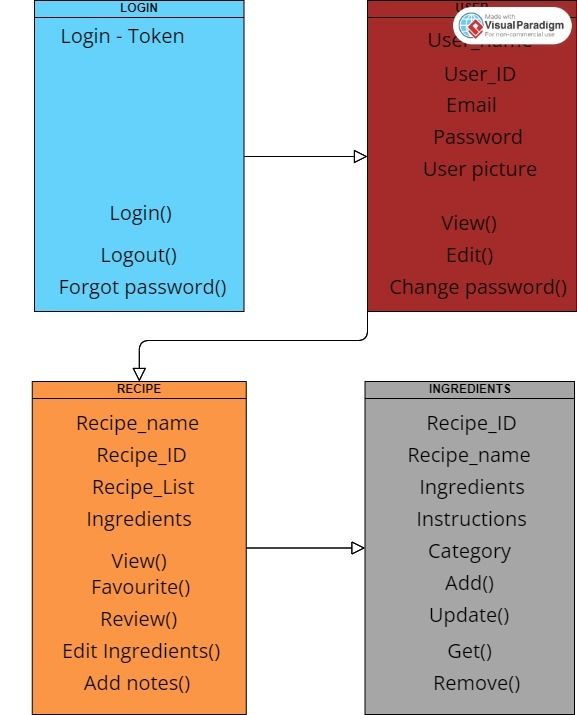 LOGIN
Login - Token
Login()
Logout()
Forgot password()
USER
Made with
VisualParadigm
For non-commercial use
User_name
User_ID
Email
Password
User picture
View()
Edit()
Change password()
RECIPE
Recipe_name
Recipe_ID
Recipe_List
Ingredients
View()
Favourite()
Review()
Edit Ingredients()
Add notes()
INGREDIENTS
Recipe_ID
Recipe_name
Ingredients
Instructions
Category
Add()
Update()
Get()
Remove()